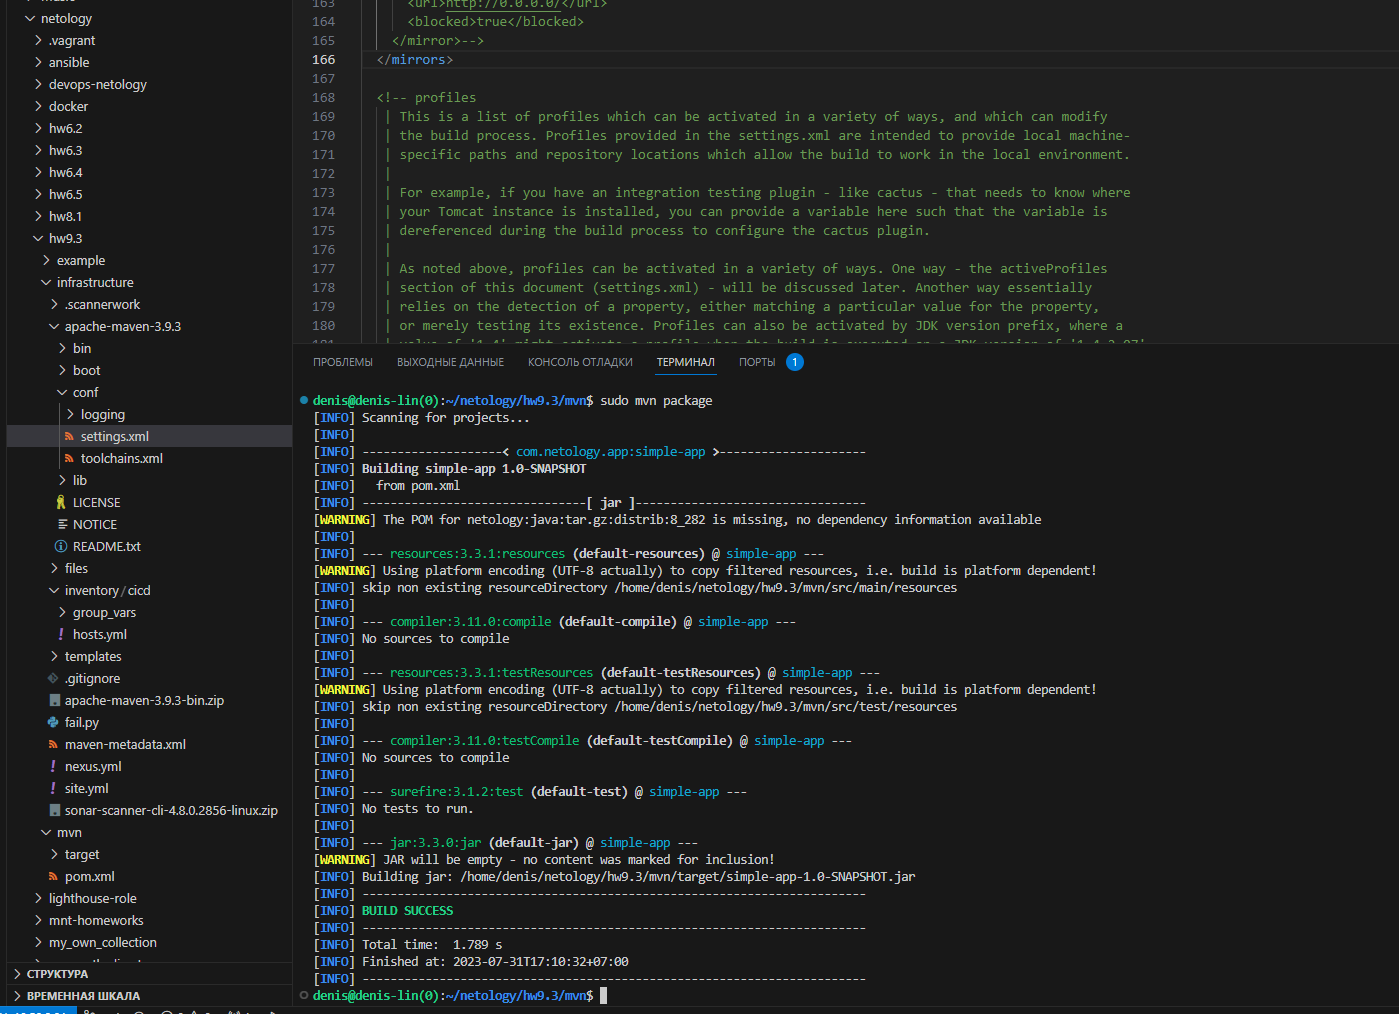 netology
.vagrant
ansible
devops-netology
docker
hw6.2
hw6.3
hw6.4
hw6.5
hw8.1
hw9.3
example
infrastructure
.scannerwork
apache-maven-3.9.3
bin
boot
conf
logging
settings.xml
toolchains.xml
lib
LICENSE
NOTICE
README.txt
files
inventory/cicd
group_vars
hosts.yml
templates
.gitignore
apache-maven-3.9.3-bin.zip
fail.py
maven-metadata.xml
nexus.yml
site.yml
sonar-scanner-cli-4.8.0.2856-linux.zip
mvn
target
pom.xml
lighthouse-role
mnt-homeworks
my_own_collection
СТРУКТУРА
ВРЕМЕННАЯ ШКАЛА
163 <url>http://0.0.0.0/</url>
164 <blocked>true</blocked>
165 </mirror>-->
166 </mirrors>
167
168 <!-- profiles
169 | This is a list of profiles which can be activated in a variety of ways, and which can modify
170 | the build process. Profiles provided in the settings.xml are intended to provide local machine-
171 | specific paths and repository locations which allow the build to work in the local environment.
172 |
173 | For example, if you have an integration testing plugin - like cactus - that needs to know where
174 | your Tomcat instance is installed, you can provide a variable here such that the variable is
175 | dereferenced during the build process to configure the cactus plugin.
176 |
177 | As noted above, profiles can be activated in a variety of ways. One way - the activeProfiles
178 | section of this document (settings.xml) - will be discussed later. Another way essentially
179 | relies on the detection of a property, either matching a particular value for the property,
180 | or merely testing its existence. Profiles can also be activated by JDK version prefix, where a
181 | value of '1.4' might activate a profile when the build is executed on a JDK version of '1.4.2_07'
ПРОБЛЕМЫ ВЫХОДНЫЕ ДАННЫЕ КОНСОЛЬ ОТЛАДКИ ТЕРМИНАЛ ПОРТЫ 1
denis@denis-lin(0):~/netology/hw9.3/mvn$ sudo mvn package
[INFO] Scanning for projects...
[INFO]
[INFO] --------------------< com.netology.app:simple-app >---------------------
[INFO] Building simple-app 1.0-SNAPSHOT
[INFO]   from pom.xml
[INFO] --------------------------------[ jar ]---------------------------------
[WARNING] The POM for netology:java:tar.gz:distrib:8_282 is missing, no dependency information available
[INFO]
[INFO] --- resources:3.3.1:resources (default-resources) @ simple-app ---
[WARNING] Using platform encoding (UTF-8 actually) to copy filtered resources, i.e. build is platform dependent!
[INFO] skip non existing resourceDirectory /home/denis/netology/hw9.3/mvn/src/main/resources
[INFO]
[INFO] --- compiler:3.11.0:compile (default-compile) @ simple-app ---
[INFO] No sources to compile
[INFO]
[INFO] --- resources:3.3.1:testResources (default-testResources) @ simple-app ---
[WARNING] Using platform encoding (UTF-8 actually) to copy filtered resources, i.e. build is platform dependent!
[INFO] skip non existing resourceDirectory /home/denis/netology/hw9.3/mvn/src/test/resources
[INFO]
[INFO] --- compiler:3.11.0:testCompile (default-testCompile) @ simple-app ---
[INFO] No sources to compile
[INFO]
[INFO] --- surefire:3.1.2:test (default-test) @ simple-app ---
[INFO] No tests to run.
[INFO]
[INFO] --- jar:3.3.0:jar (default-jar) @ simple-app ---
[WARNING] JAR will be empty - no content was marked for inclusion!
[INFO] Building jar: /home/denis/netology/hw9.3/mvn/target/simple-app-1.0-SNAPSHOT.jar
[INFO] ------------------------------------------------------------------------
[INFO] BUILD SUCCESS
[INFO] ------------------------------------------------------------------------
[INFO] Total time:  1.789 s
[INFO] Finished at: 2023-07-31T17:10:32+07:00
[INFO] ------------------------------------------------------------------------
denis@denis-lin(0):~/netology/hw9.3/mvn$